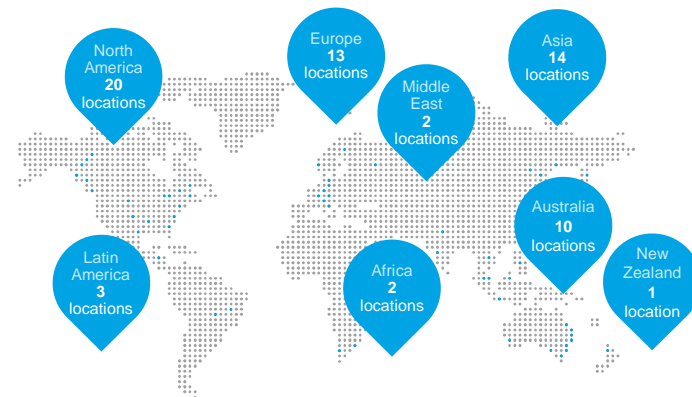 North
America
20
locations
Europe
13
locations
Asia
14
locations
Middle
East
2
locations
Australia
10
locations
New
Zealand
1
location
Latin
America
3
locations
Africa
2
locations